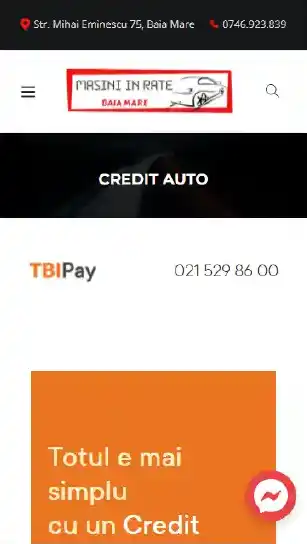 Str. Mihai Eminescu 75, Baia Mare
0746.923.839
MASINI IN RATE
BAIA MARE
CREDIT AUTO
TBIPay
021 529 86 00
Totul e mai
simplu
cu un Credit